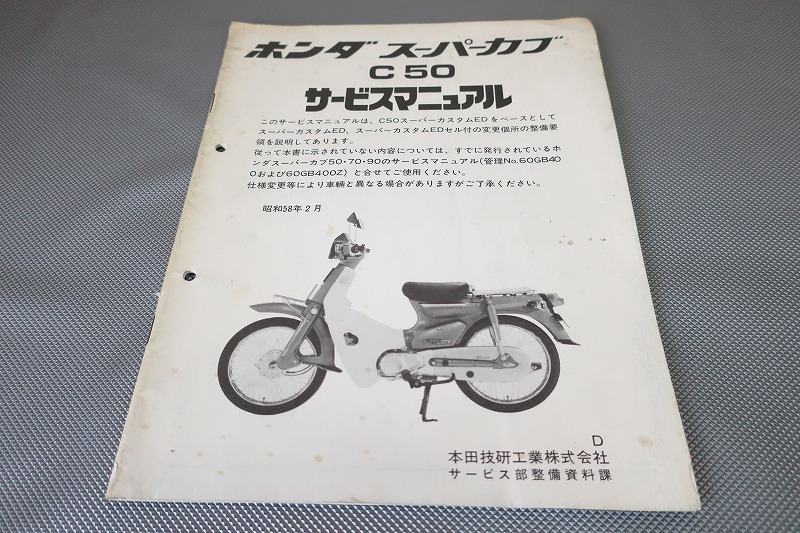 ホンダ スーパーカブ
C50
サービスマニュアル
このサービスマニュアルは、C50スーパーカスタムEDをベースとして
スーパーカスタムED、スーパーカスタムEDセル付の変更個所の整備要
領を説明してあります。
従って本書に示されていない内容については、すでに発行されているホ
ンダスーパーカブ50・70・90のサービスマニュアル(管理No.60GB40
0および60GB400Z)と合せてご使用ください。
仕様変更等により車輛と異なる場合がありますがご了承ください。
昭和58年2月
D
本田技研工業株式会社
サービス部整備資料課